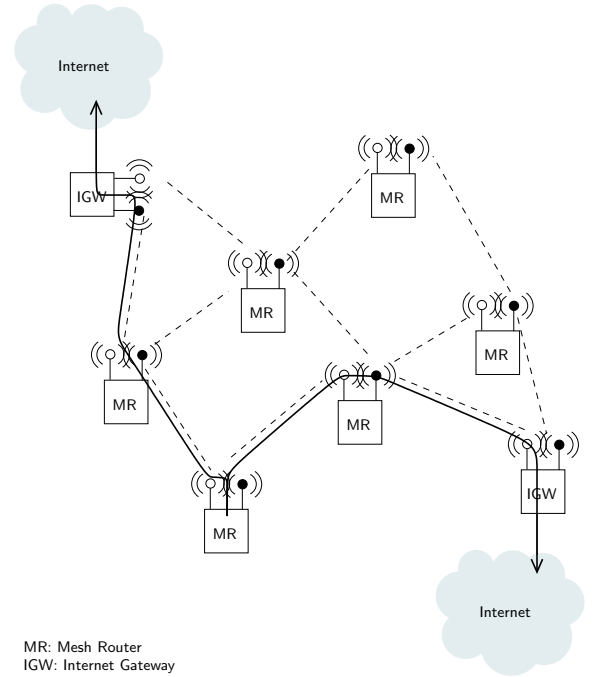 Internet
MR
IGW
MR
MR
MR
MR
IGW
MR
Internet
MR: Mesh Router
IGW: Internet Gateway